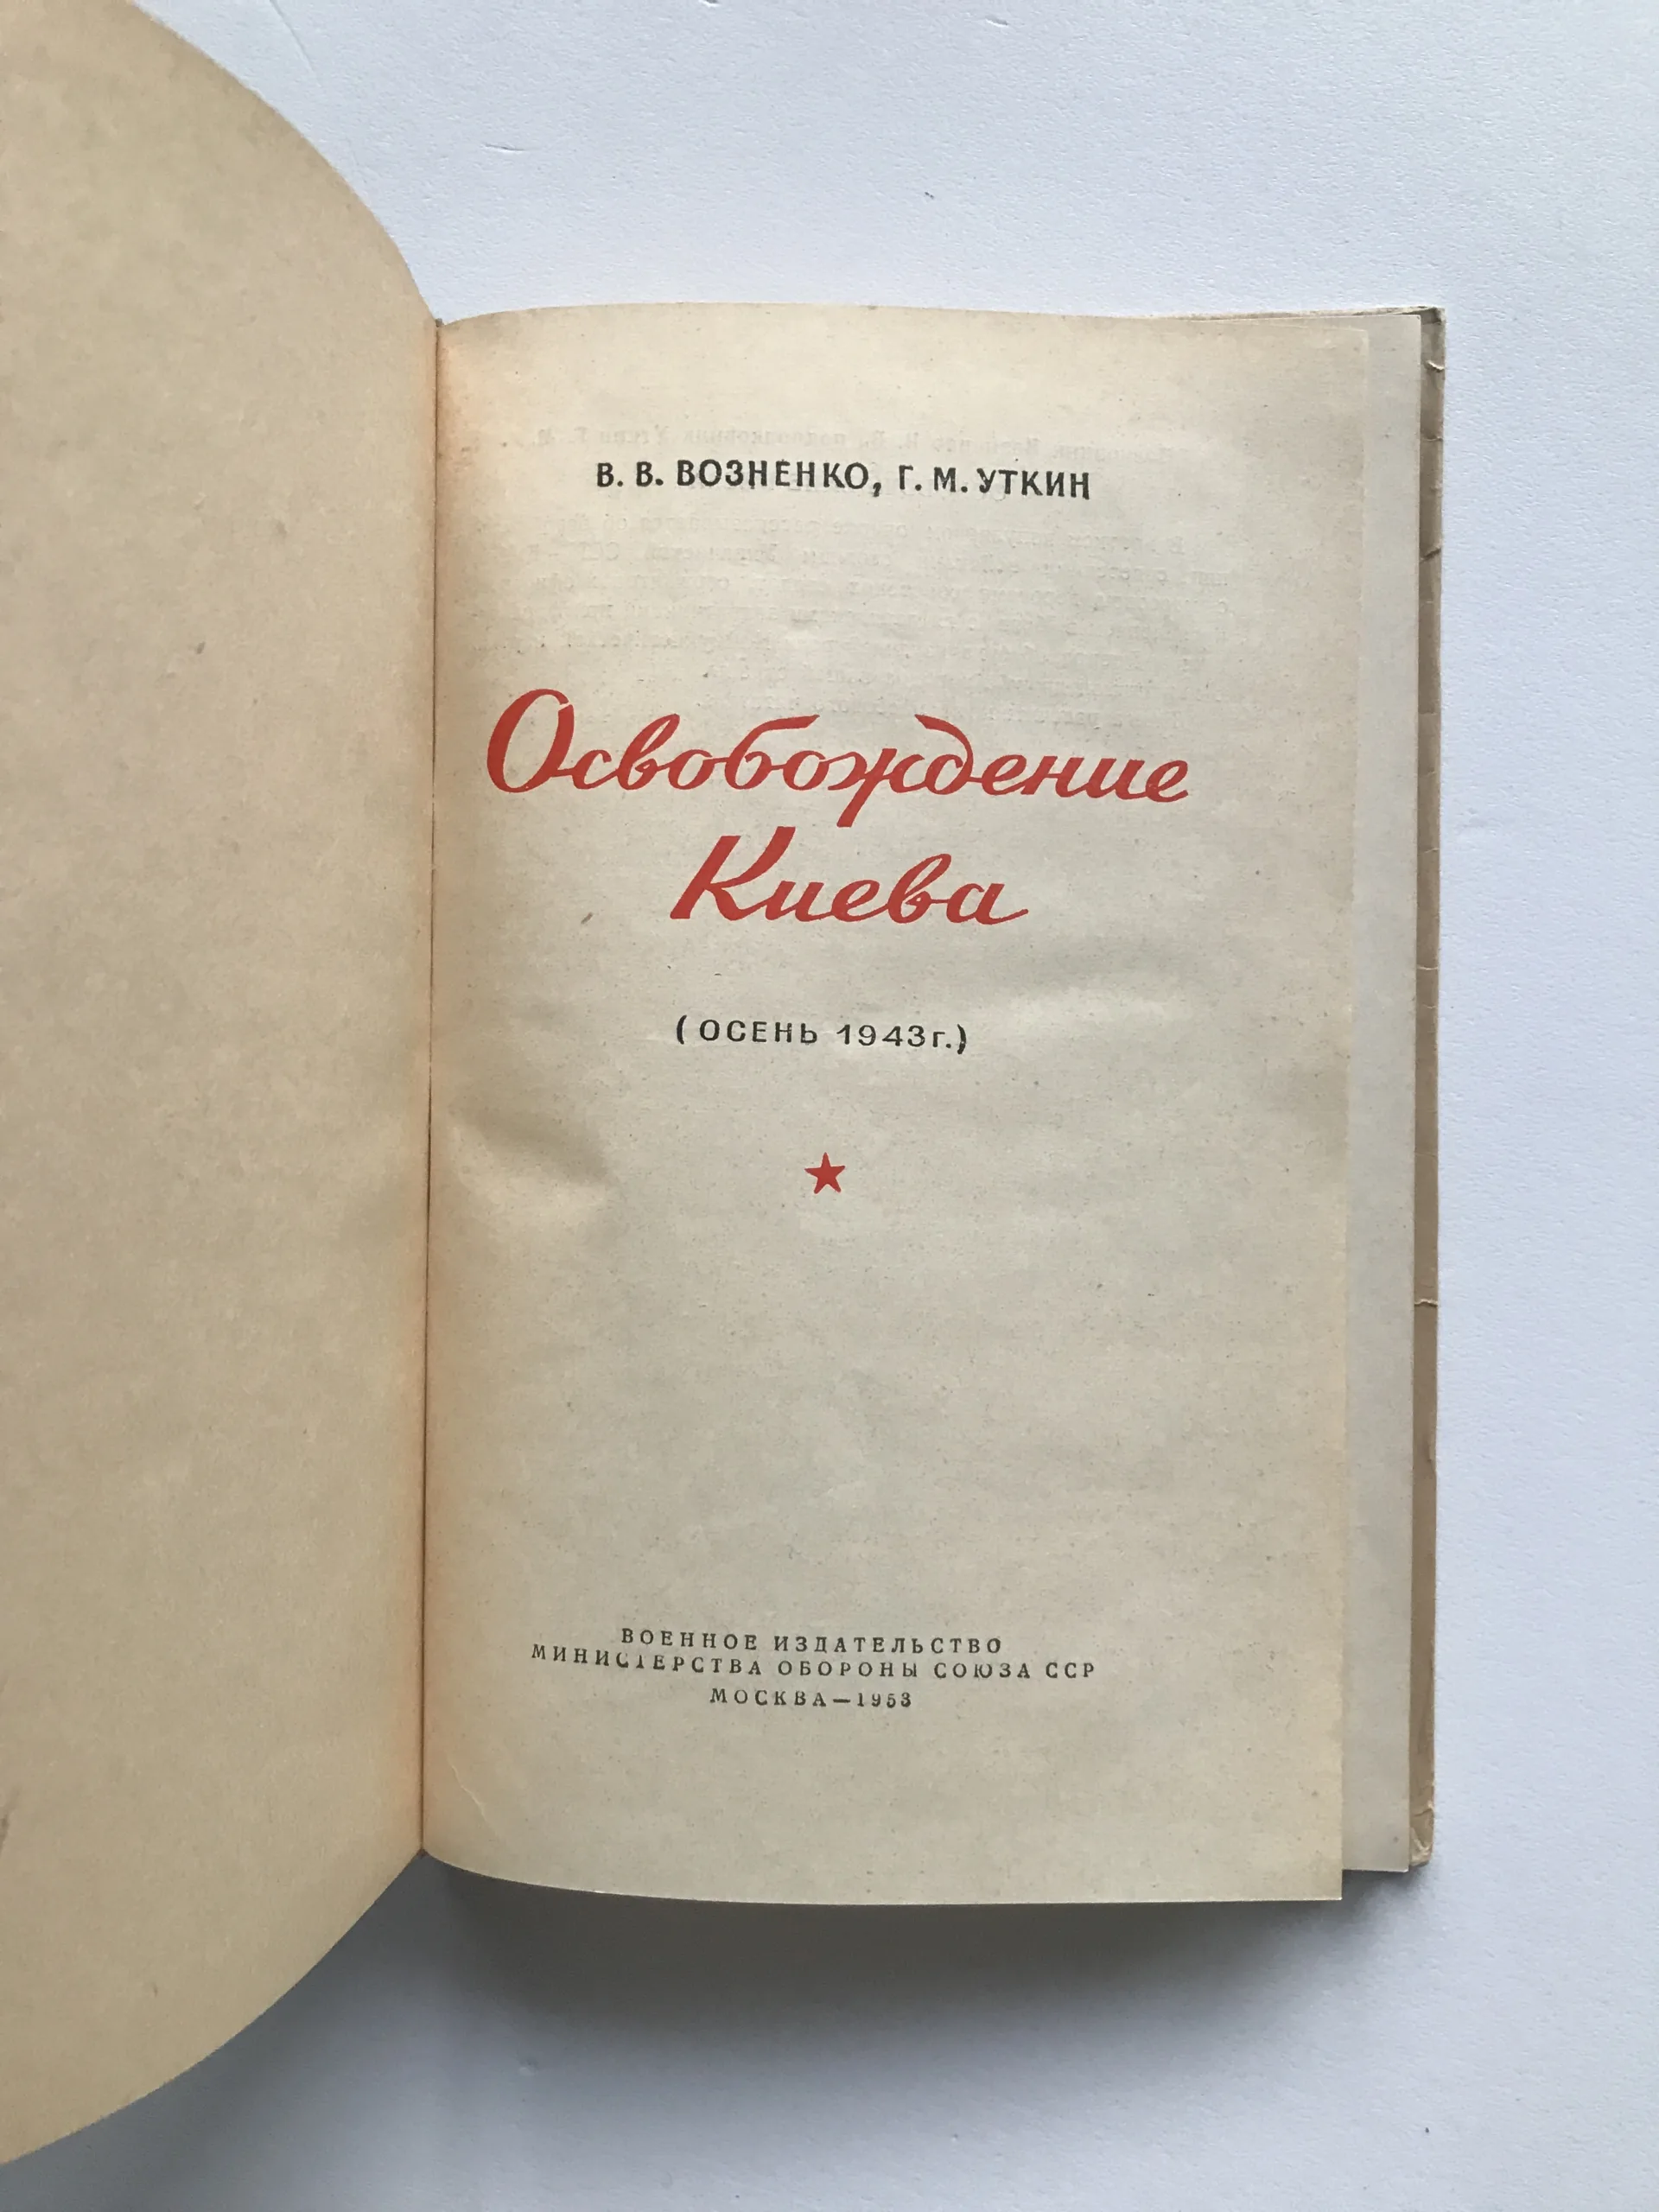 В. В. ВОЗНЕНКО, Г. М. УТКИН
Освобождение
Киева
(ОСЕНЬ 1943г.)
ВОЕННОЕ ИЗДАТЕЛЬСТВО
МИНИСТЕРСТВА ОБОРОНЫ СОЮЗА ССР
МОСКВА—1953